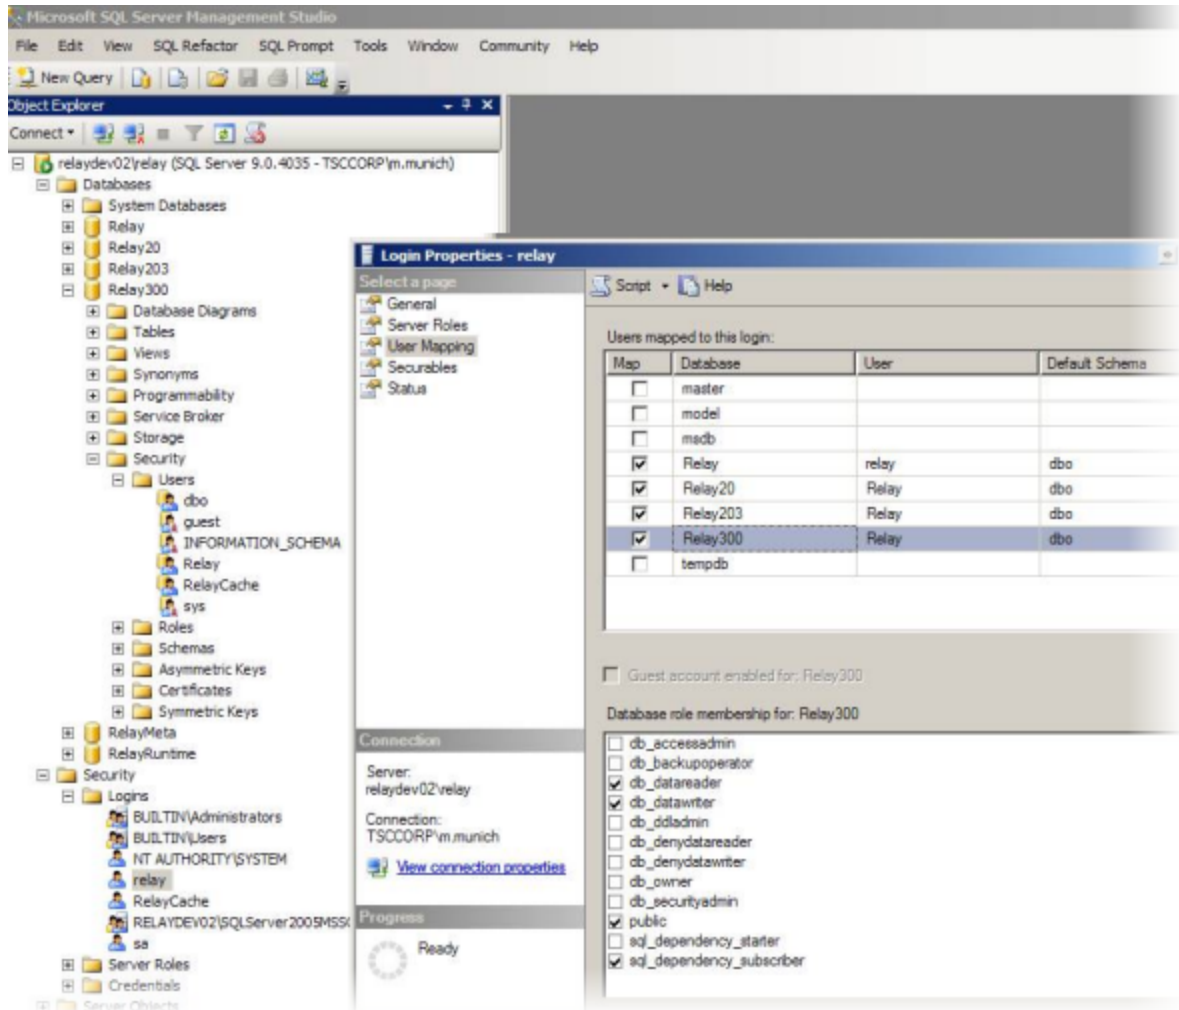 Microsoft SQL Server Management Studio
File Edit View SQL Refactor SQL Prompt Tools Window Community Help
New Query
Object Explorer
Connect
relaydev02\relay (SQL Server 9.0.4035 - TSCCORP\m.munich)
Databases
System Databases
Relay
Relay20
Relay203
Relay300
Database Diagrams
Tables
Views
Synonyms
Programmability
Service Broker
Storage
Security
Users
dbo
guest
INFORMATION_SCHEMA
Relay
RelayCache
sys
Roles
Schemas
Asymmetric Keys
Certificates
Symmetric Keys
RelayMeta
RelayRuntime
Security
Logins
BUILTIN\Administrators
BUILTIN\Users
NT AUTHORITY\SYSTEM
relay
RelayCache
RELAYDEV02\SQLServer2005MSSQ
sa
Server Roles
Credentials
Server Objects
Login Properties - relay
Select a page
General
Server Roles
User Mapping
Securables
Status
Connection
Server:
relaydev02\relay
Connection:
TSCCORP\m.munich
View connection properties
Progress
Ready
Script Help
Users mapped to this login:
Map Database User Default Schema
master
model
msdb
Relay relay dbo
Relay20 Relay dbo
Relay203 Relay dbo
Relay300 Relay dbo
tempdb
Guest account enabled for: Relay300
Database role membership for: Relay300
db_accessadmin
db_backupoperator
db_datareader
db_datawriter
db_ddladmin
db_denydatareader
db_denydatawriter
db_owner
db_securityadmin
public
sql_dependency_starter
sql_dependency_subscriber